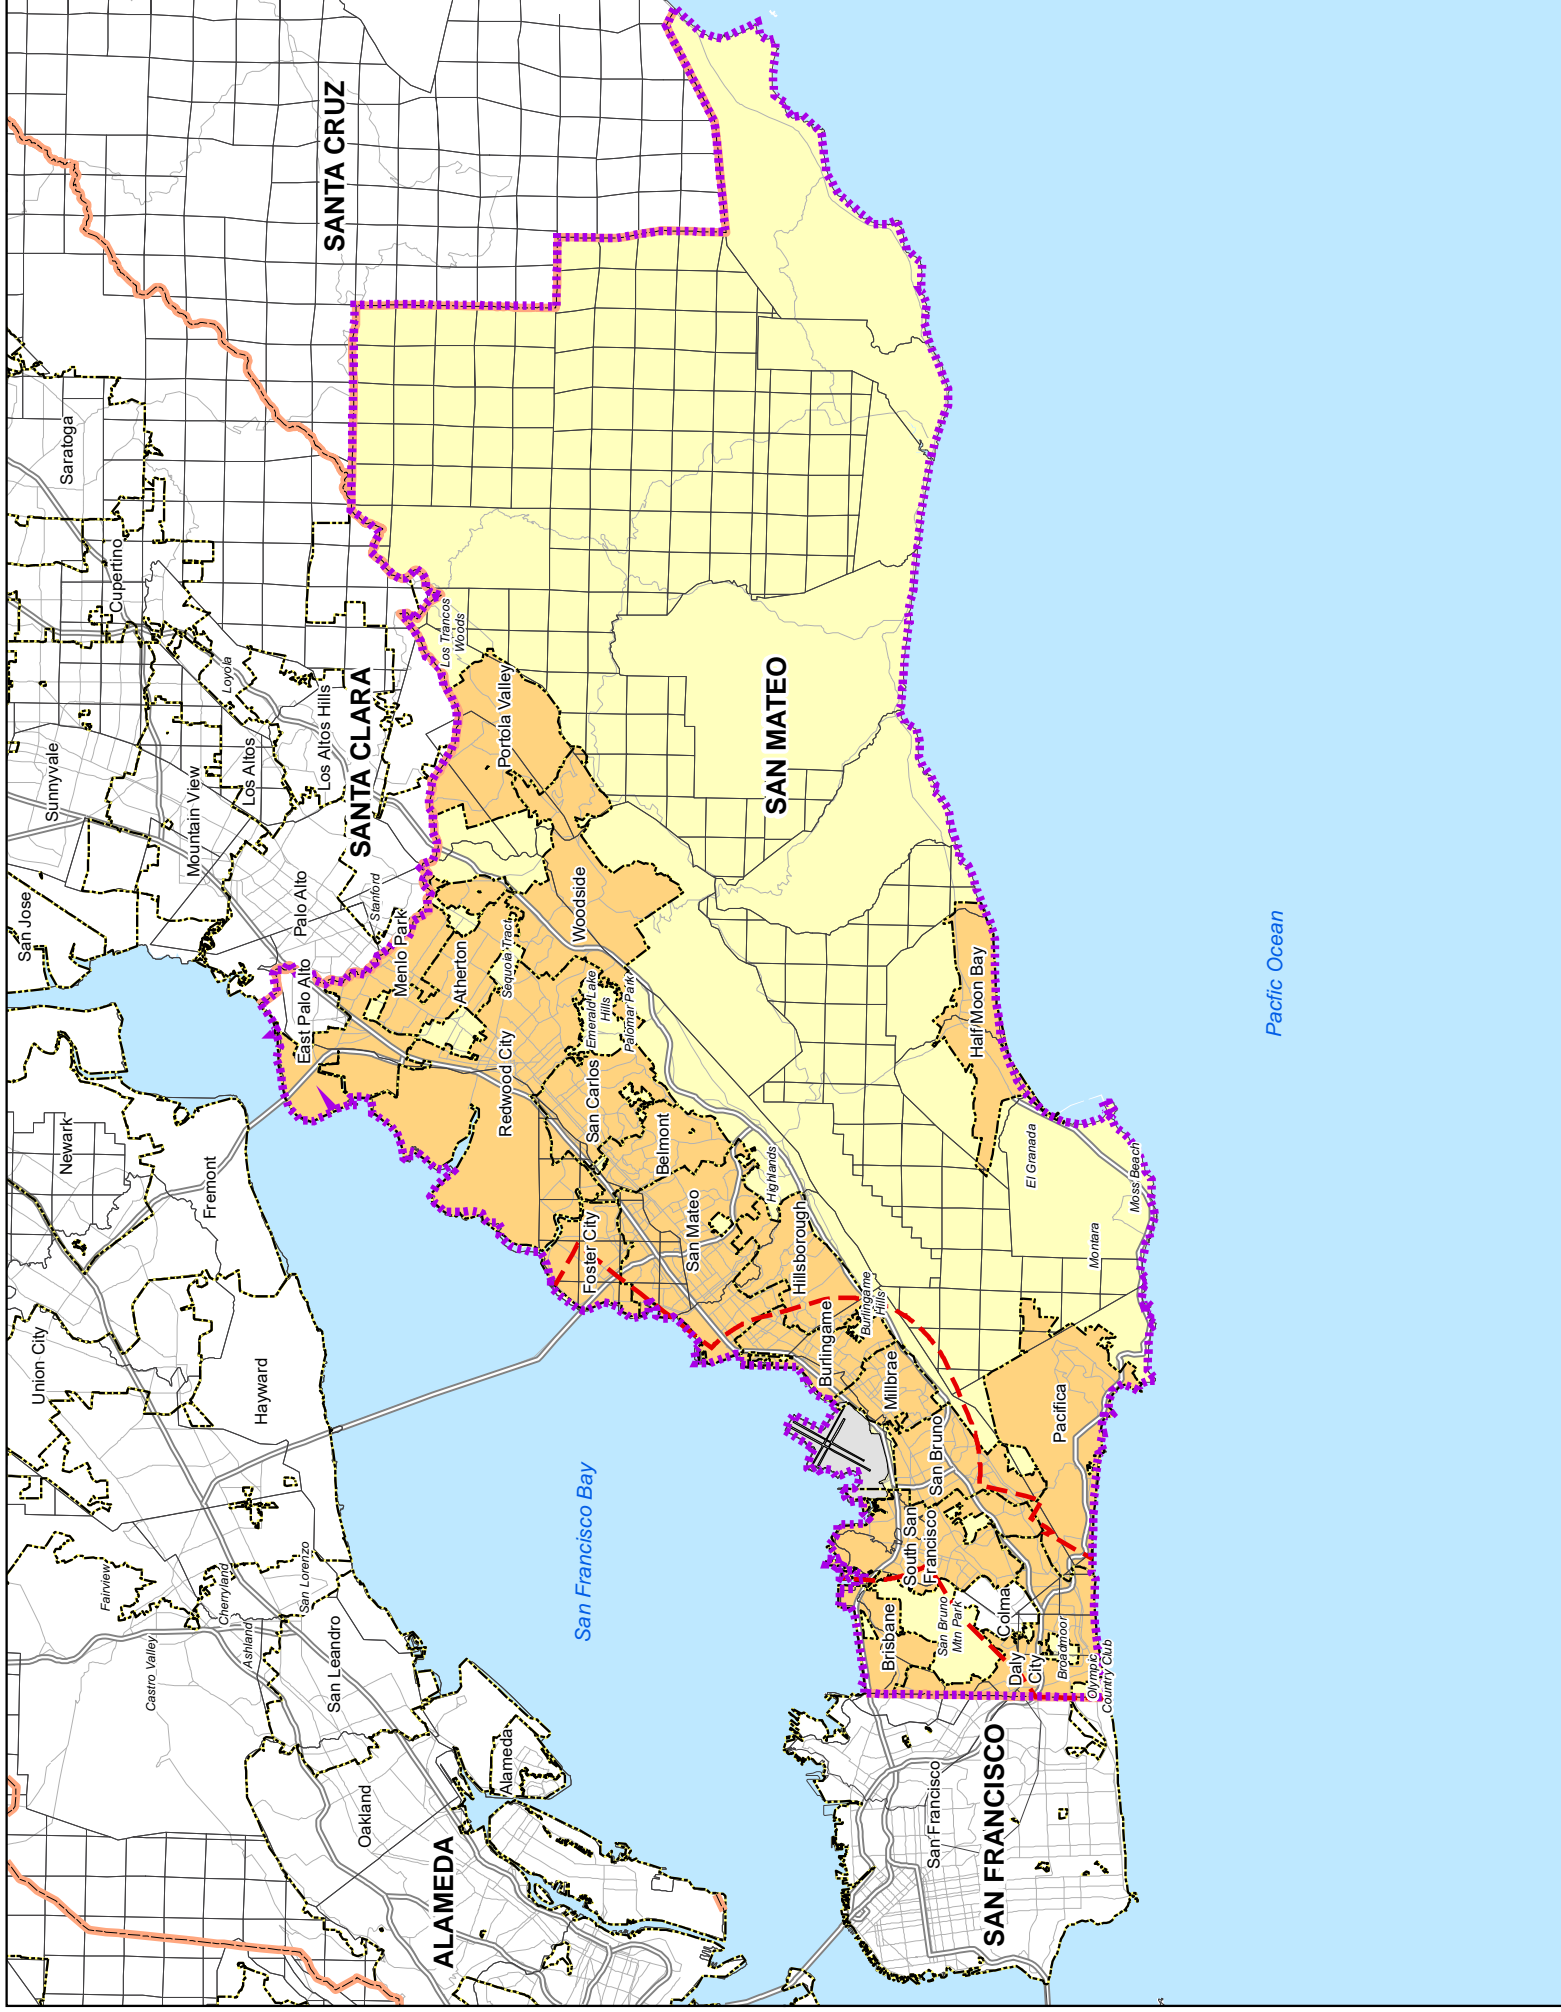 SANTA CRUZ
Saratoga
Cupertino
Loyola
Los Altos Hills
Los Altos
Sunnyvale
Mountain View
SANTA CLARA
San Jose
Palo Alto
Stanford
East Palo Alto
Menlo Park
Atherton
Sequoia Tract
Los Trancos
Woods
Portola Valley
Woodside
Emerald Lake
Hills
Palomar Park
Redwood City
San Carlos
Belmont
SAN MATEO
Half Moon Bay
El Granada
Moss Beach
Montara
Highlands
San Mateo
Foster City
Hillsborough
Burlingame
Hills
Burlingame
Millbrae
San Bruno
Pacifica
South San
Francisco
Brisbane
San Bruno
Mtn Park
Colma
Daly
City
Broadmoor
Olympic
Country Club
Newark
Fremont
Union City
Hayward
Fairview
Cherryland
San Lorenzo
Castro Valley
Ashland
San Leandro
Alameda
Oakland
ALAMEDA
San Francisco
SAN FRANCISCO
San Francisco Bay
Pacfic Ocean